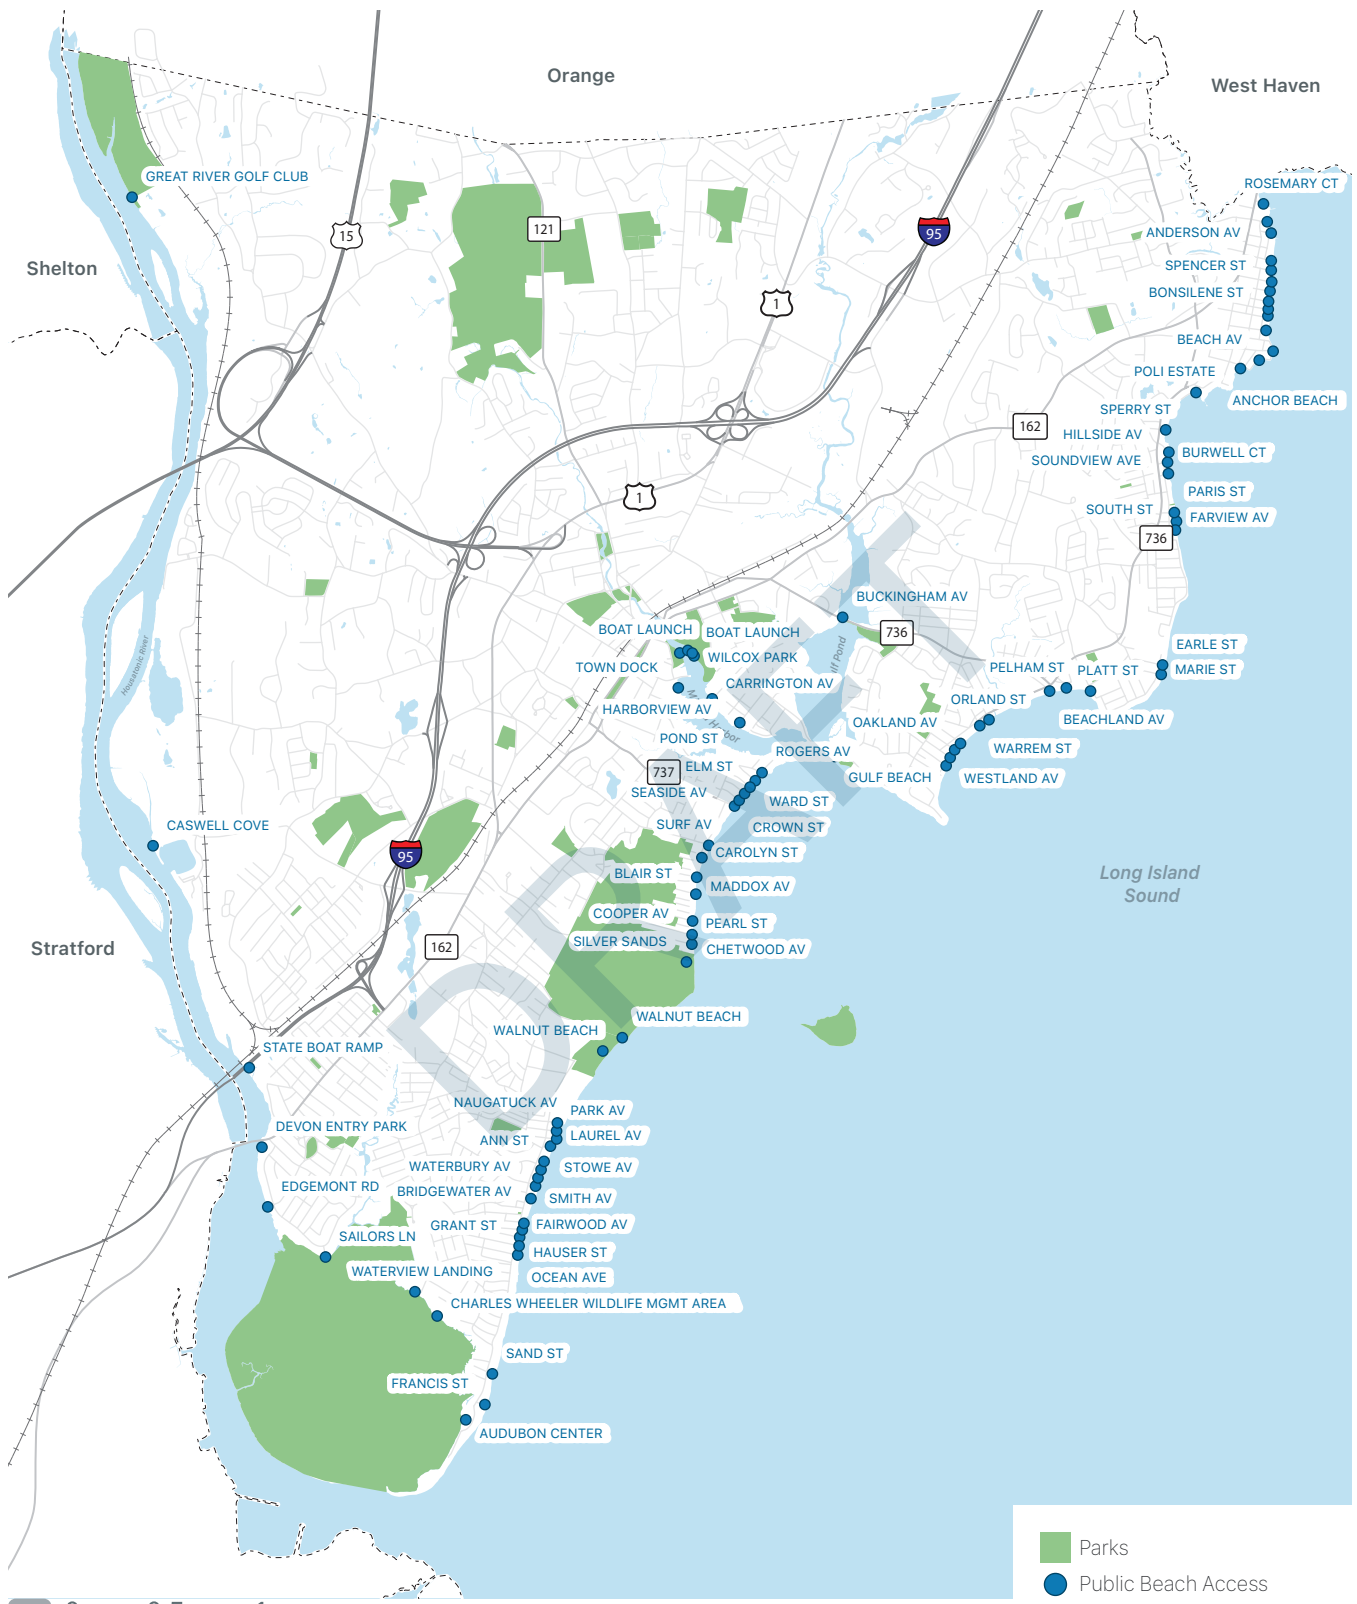 Orange
West Haven
GREAT RIVER GOLF CLUB
ROSEMARY CT
15
121
95
ANDERSON AV
Shelton
SPENCER ST
BONSILENE ST
1
BEACH AV
POLI ESTATE
ANCHOR BEACH
SPERRY ST
162
HILLSIDE AV
BURWELL CT
SOUNDVIEW AVE
1
PARIS ST
SOUTH ST
FARVIEW AV
736
BUCKINGHAM AV
BOAT LAUNCH
BOAT LAUNCH
736
EARLE ST
WILCOX PARK
TOWN DOCK
PELHAM ST
PLATT ST
MARIE ST
Housatonic River
CARRINGTON AV
ORLAND ST
HARBORVIEW AV
OAKLAND AV
BEACHLAND AV
POND ST
ROGERS AV
WARREM ST
737
ELM ST
GULF BEACH
WESTLAND AV
SEASIDE AV
WARD ST
CASWELL COVE
SURF AV
CROWN ST
95
CAROLYN ST
BLAIR ST
MADDOX AV
Long Island
Sound
COOPER AV
PEARL ST
Stratford
162
SILVER SANDS
CHETWOOD AV
WALNUT BEACH
WALNUT BEACH
STATE BOAT RAMP
NAUGATUCK AV
PARK AV
DEVON ENTRY PARK
ANN ST
LAUREL AV
WATERBURY AV
STOWE AV
EDGEMONT RD
BRIDGEWATER AV
SMITH AV
GRANT ST
FAIRWOOD AV
SAILORS LN
HAUSER ST
WATERVIEW LANDING
OCEAN AVE
CHARLES WHEELER WILDLIFE MGMT AREA
SAND ST
FRANCIS ST
AUDUBON CENTER
DRAFT
Parks
Public Beach Access